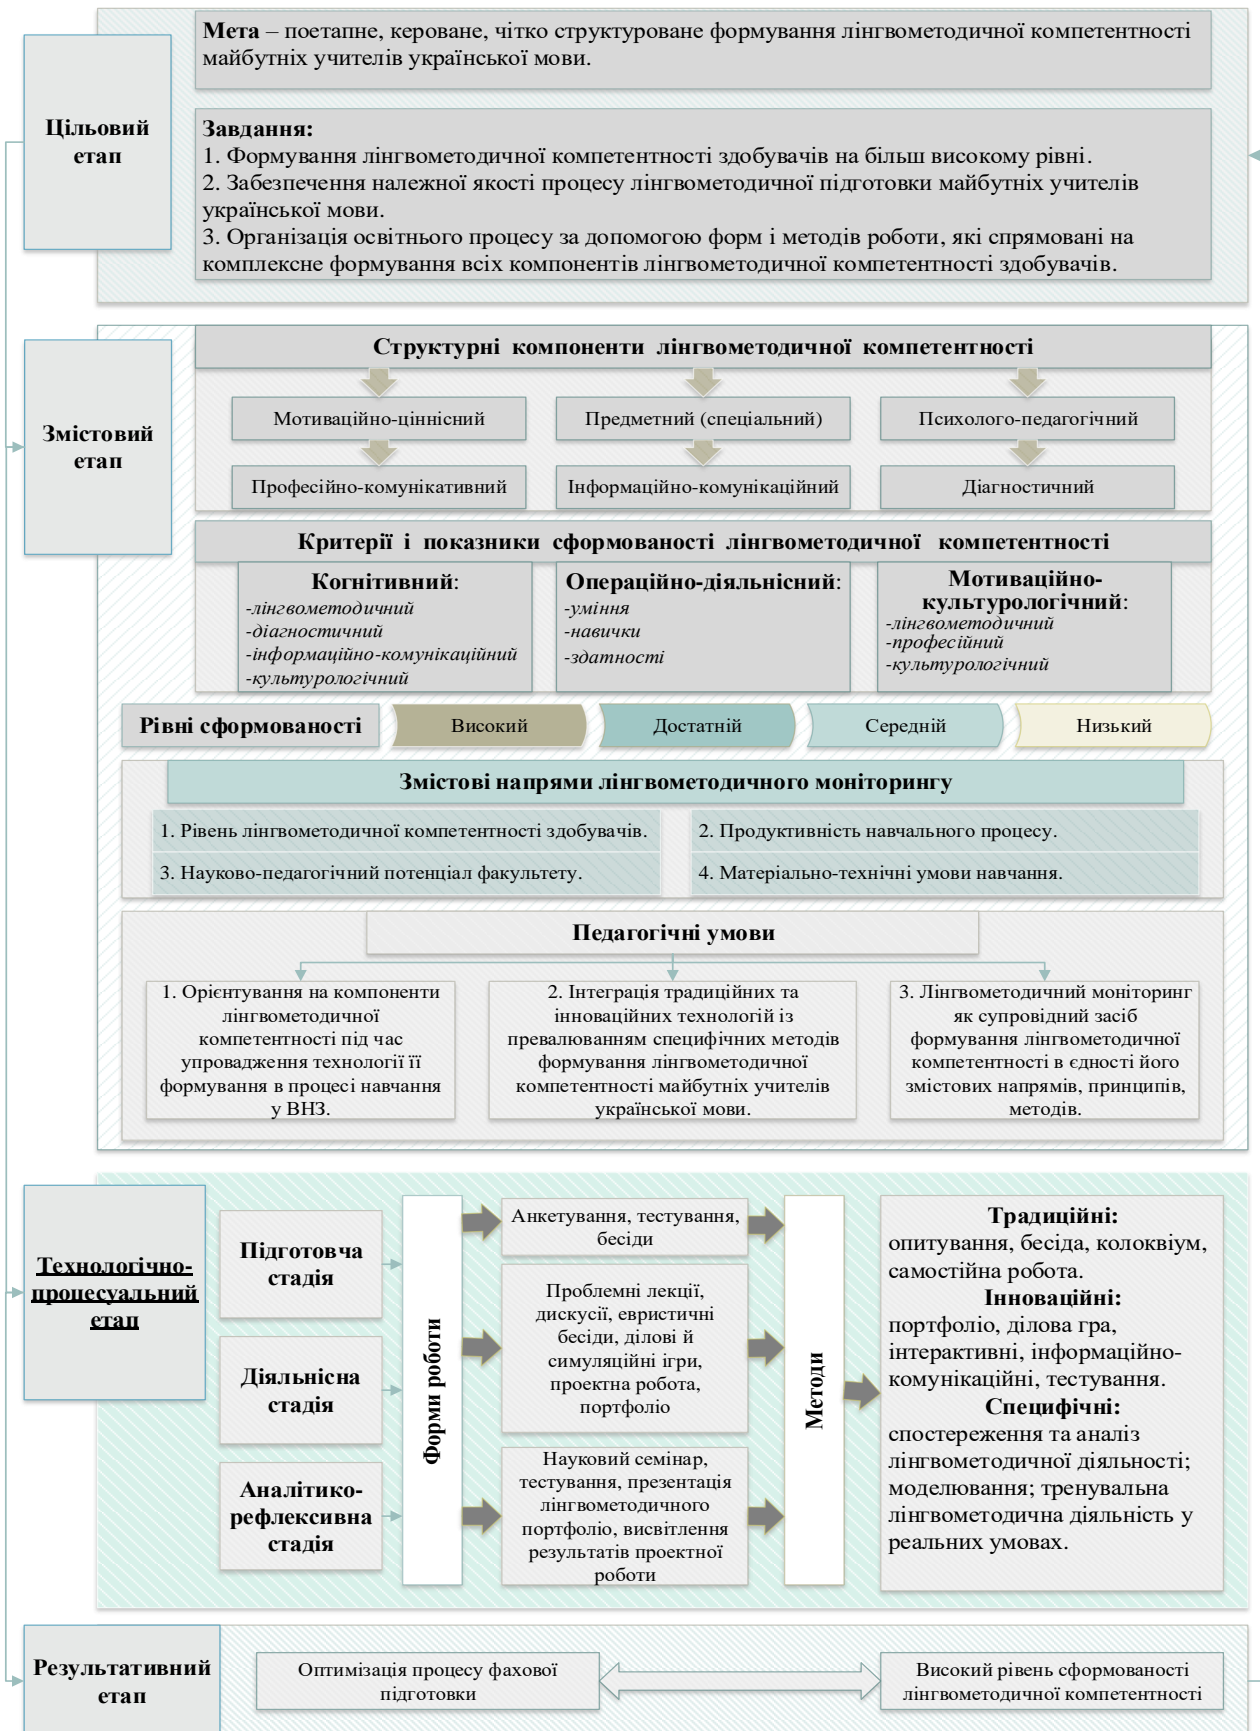 Мета – поетапне, кероване, чітко структуроване формування лінгвометодичної компетентності
майбутніх учителів української мови.
Цільовий
етап
Завдання:
1. Формування лінгвометодичної компетентності здобувачів на більш високому рівні.
2. Забезпечення належної якості процесу лінгвометодичної підготовки майбутніх учителів
української мови.
3. Організація освітнього процесу за допомогою форм і методів роботи, які спрямовані на
комплексне формування всіх компонентів лінгвометодичної компетентності здобувачів.
Змістовий
етап
Структурні компоненти лінгвометодичної компетентності
Мотиваційно-ціннісний
Предметний (спеціальний)
Психолого-педагогічний
Професійно-комунікативний
Інформаційно-комунікаційний
Діагностичний
Критерії і показники сформованості лінгвометодичної компетентності
Когнітивний:
-лінгвометодичний
-діагностичний
-інформаційно-комунікаційний
-культурологічний
Операційно-діяльнісний:
-уміння
-навички
-здатності
Мотиваційно-
культурологічний:
-лінгвометодичний
-професійний
-культурологічний
Рівні сформованості
Високий
Достатній
Середній
Низький
Змістові напрями лінгвометодичного моніторингу
1. Рівень лінгвометодичної компетентності здобувачів.
2. Продуктивність навчального процесу.
3. Науково-педагогічний потенціал факультету.
4. Матеріально-технічні умови навчання.
Педагогічні умови
1. Орієнтування на компоненти
лінгвометодичної
компетентності під час
упровадження технології її
формування в процесі навчання
у ВНЗ.
2. Інтеграція традиційних та
інноваційних технологій із
превалюванням специфічних методів
формування лінгвометодичної
компетентності майбутніх учителів
української мови.
3. Лінгвометодичний моніторинг
як супровідний засіб
формування лінгвометодичної
компетентності в єдності його
змістових напрямів, принципів,
методів.
Технологічно-
процесуальний
етап
Підготовча
стадія
Діяльнісна
стадія
Аналітико-
рефлексивна
стадія
Форми роботи
Анкетування, тестування,
бесіди
Проблемні лекції,
дискусії, евристичні
бесіди, ділові й
симуляційні ігри,
проектна робота,
портфоліо
Науковий семінар,
тестування, презентація
лінгвометодичного
портфоліо, висвітлення
результатів проектної
роботи
Методи
Традиційні:
опитування, бесіда, колоквіум,
самостійна робота.
Інноваційні:
портфоліо, ділова гра,
інтерактивні, інформаційно-
комунікаційні, тестування.
Специфічні:
спостереження та аналіз
лінгвометодичної діяльності;
моделювання; тренувальна
лінгвометодична діяльність у
реальних умовах.
Результативний
етап
Оптимізація процесу фахової
підготовки
Високий рівень сформованості
лінгвометодичної компетентності